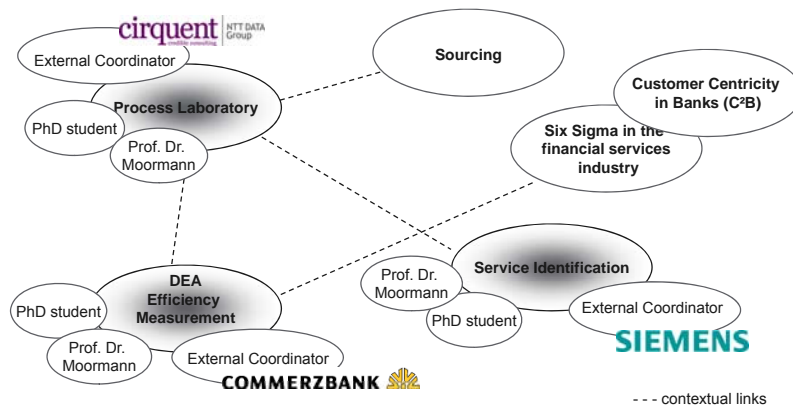 cirquent
credible consulting
NTT DATA
Group
External Coordinator
Process Laboratory
PhD student
Prof. Dr.
Moormann
Sourcing
Customer Centricity
in Banks (C²B)
Six Sigma in the
financial services
industry
DEA
Efficiency
Measurement
PhD student
Prof. Dr.
Moormann
External Coordinator
COMMERZBANK
Prof. Dr.
Moormann
Service Identification
PhD student
External Coordinator
SIEMENS
- - - contextual links